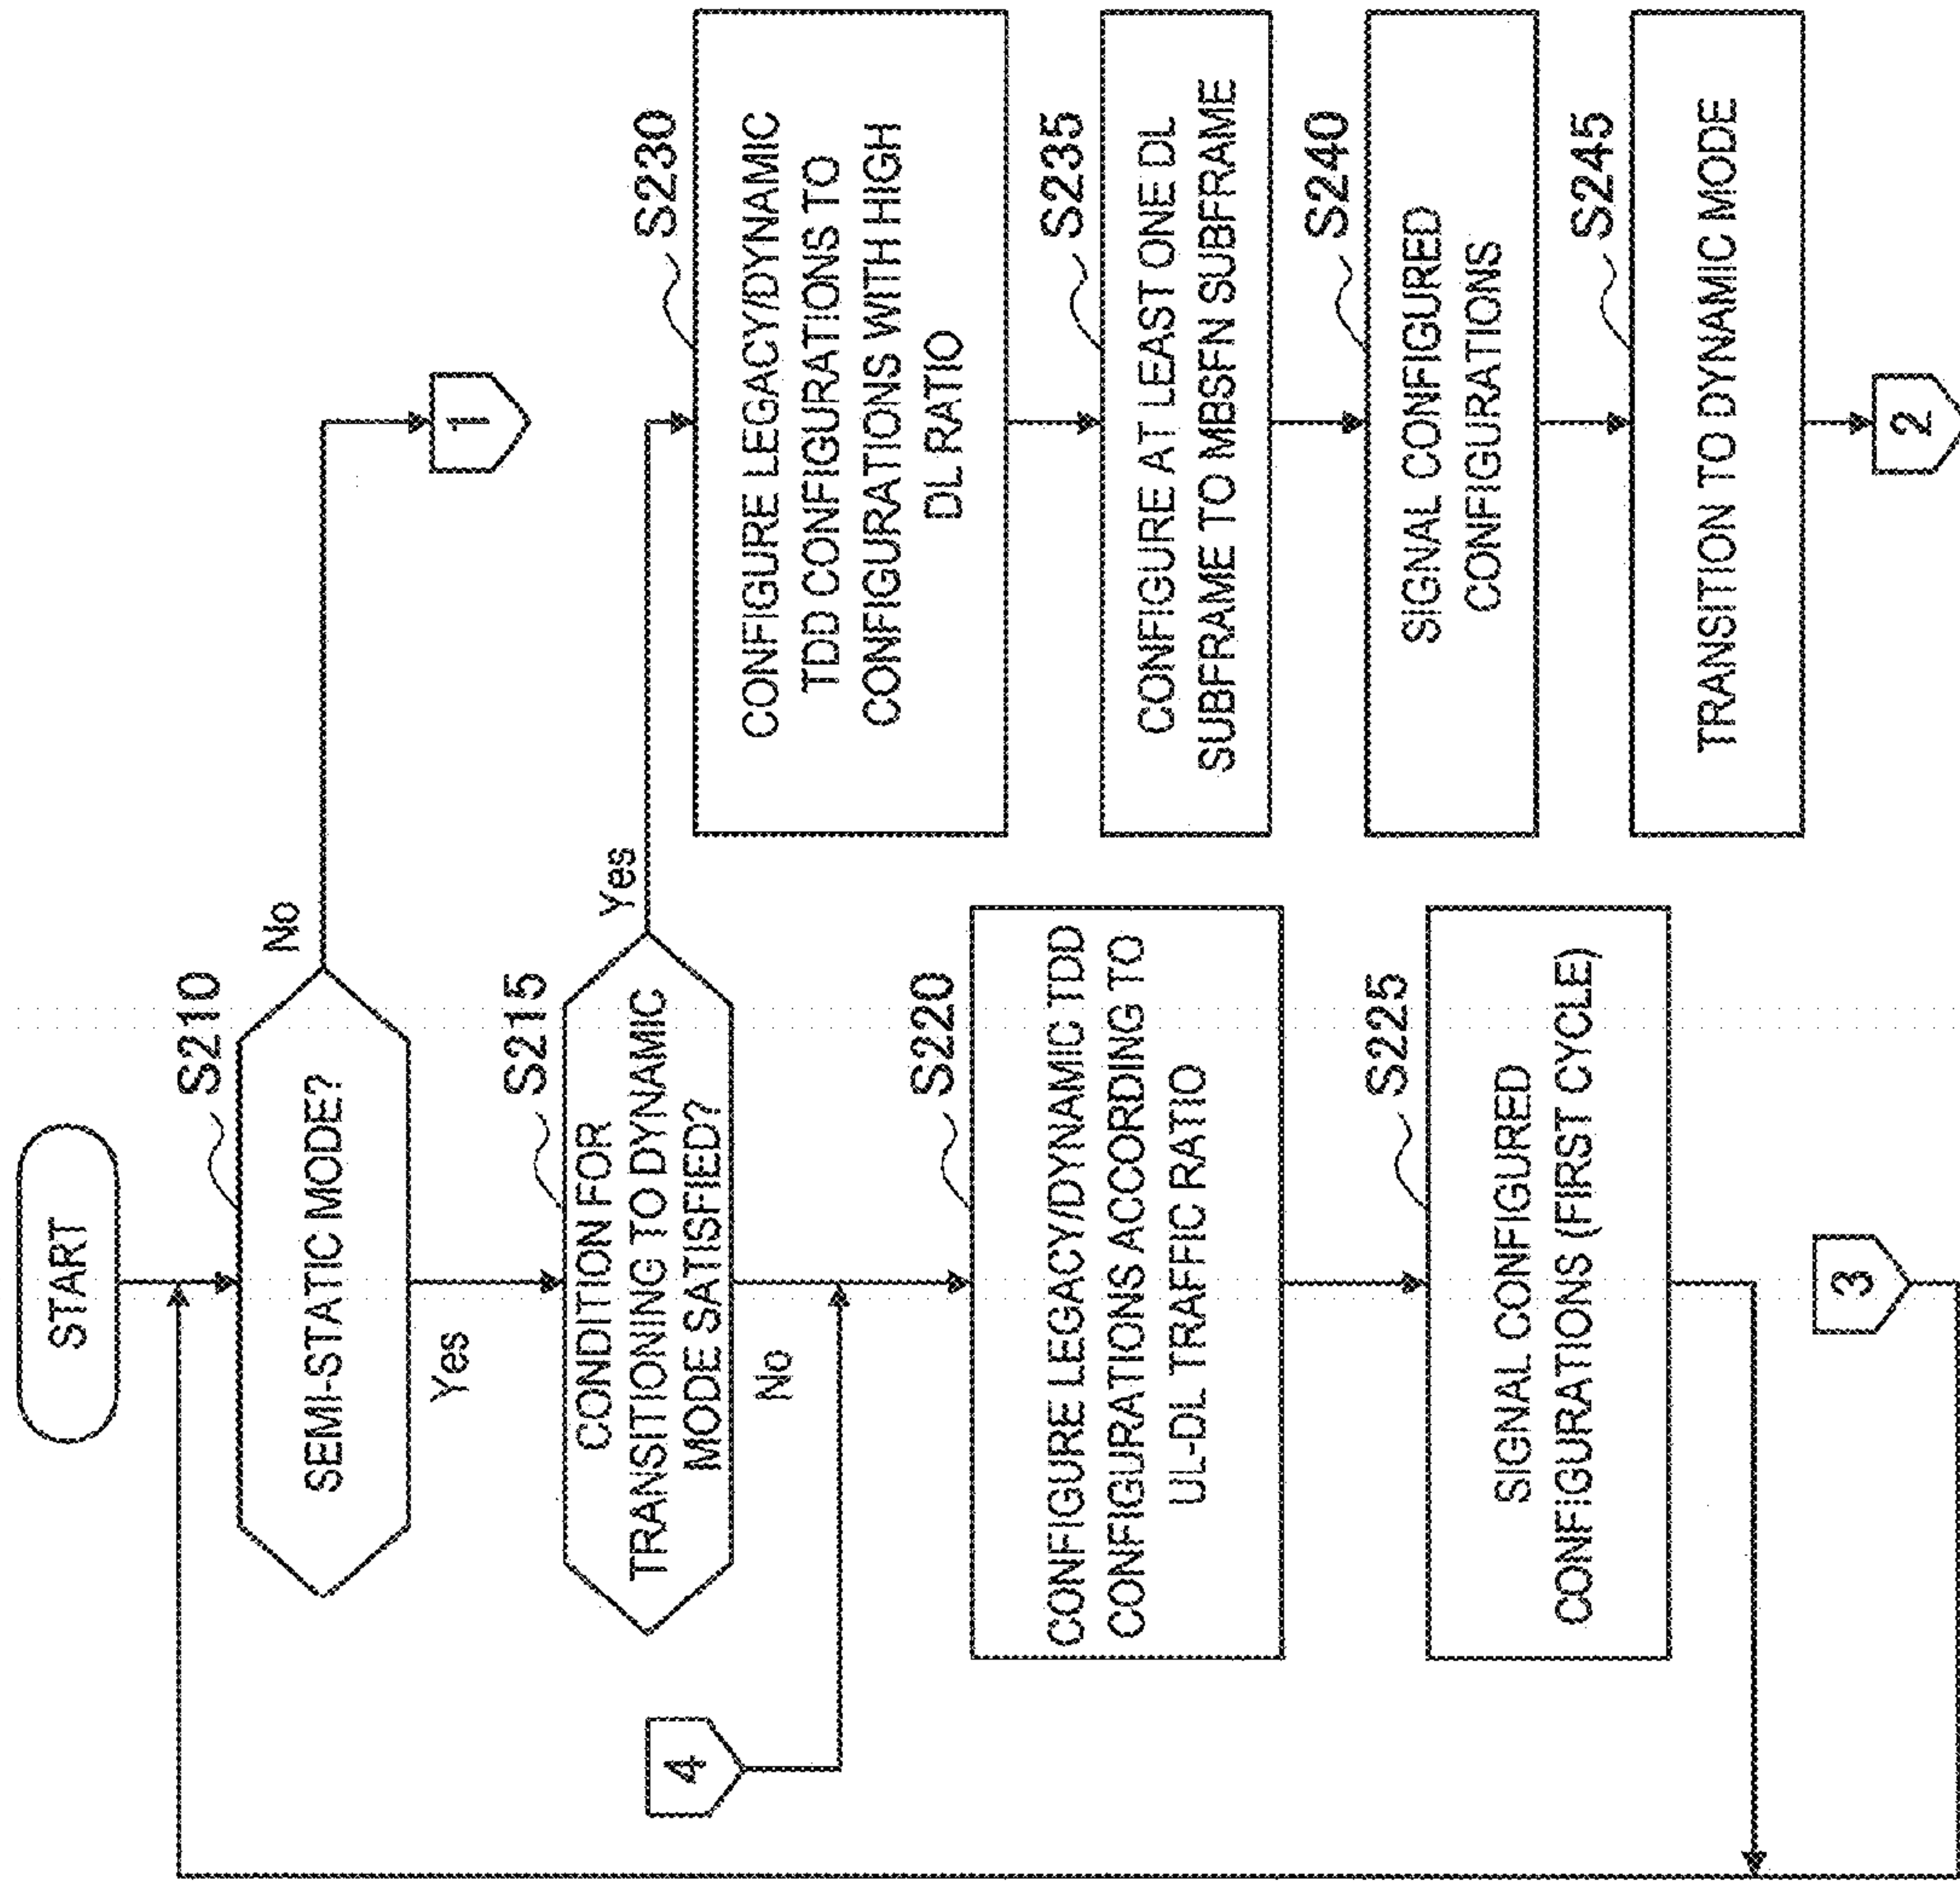 START
S210
SEMI-STATIC MODE?
No
1
Yes
S215
CONDITION FOR
TRANSITIONING TO DYNAMIC
MODE SATISFIED?
Yes
No
4
S220
CONFIGURE LEGACY/DYNAMIC TDD
CONFIGURATIONS ACCORDING TO
UL-DL TRAFFIC RATIO
S225
SIGNAL CONFIGURED
CONFIGURATIONS (FIRST CYCLE)
3
S230
CONFIGURE LEGACY/DYNAMIC
TDD CONFIGURATIONS TO
CONFIGURATIONS WITH HIGH
DL RATIO
S235
CONFIGURE AT LEAST ONE DL
SUBFRAME TO MBSFN SUBFRAME
S240
SIGNAL CONFIGURED
CONFIGURATIONS
S245
TRANSITION TO DYNAMIC MODE
2